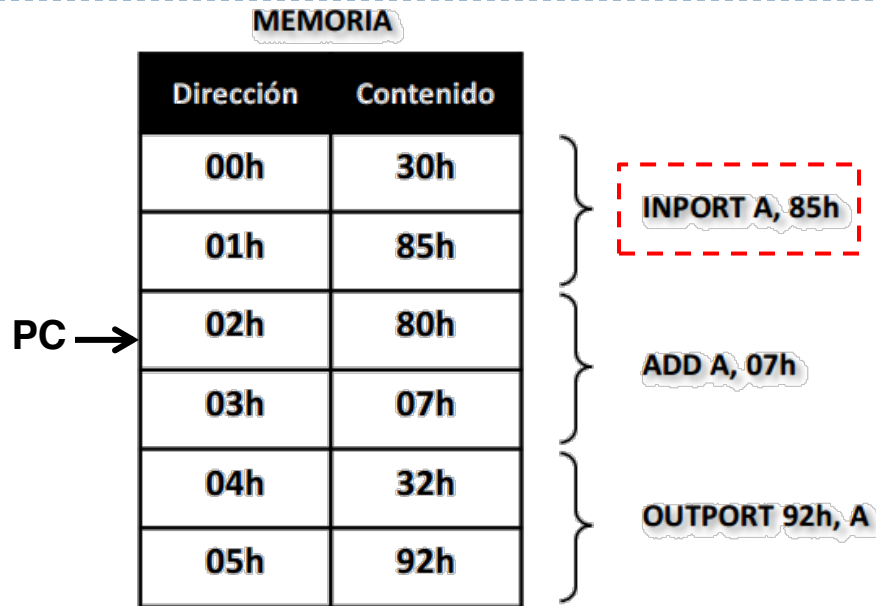 MEMORIA
Dirección Contenido
00h 30h
INPORT A, 85h
01h 85h
PC 02h 80h
ADD A, 07h
03h 07h
04h 32h
OUTPORT 92h, A
05h 92h